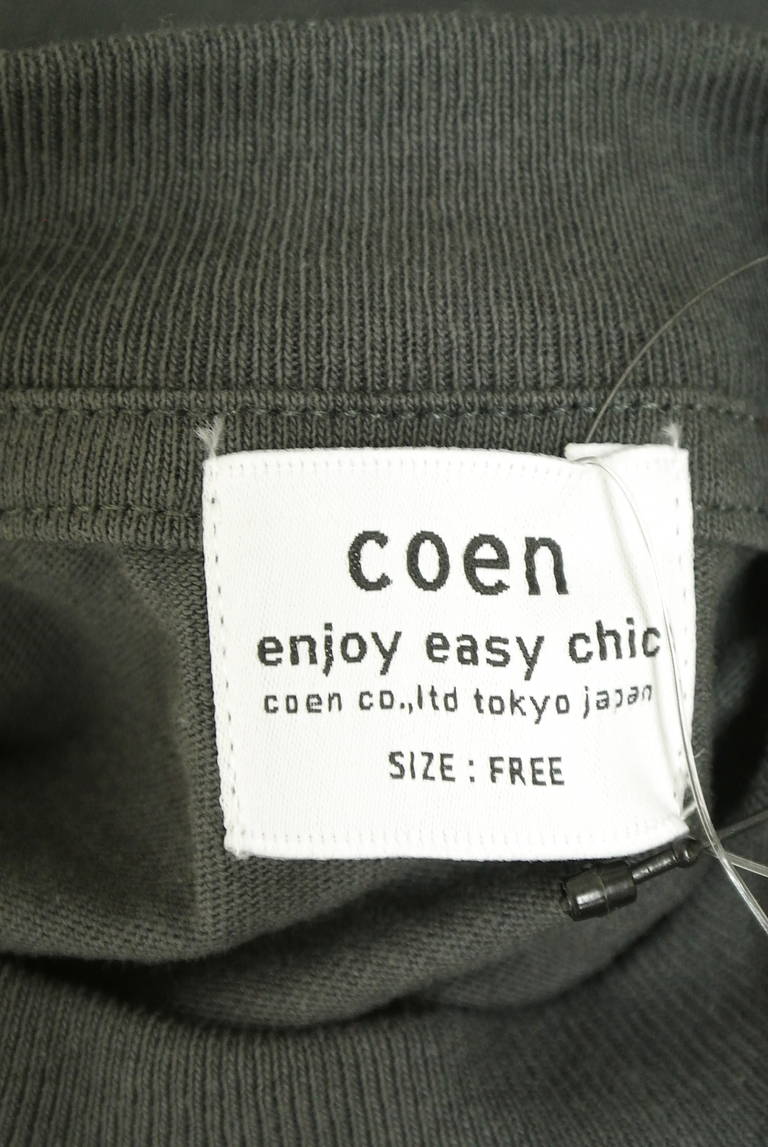 coen
enjoy easy chic
coen co.,ltd tokyo japan
SIZE : FREE